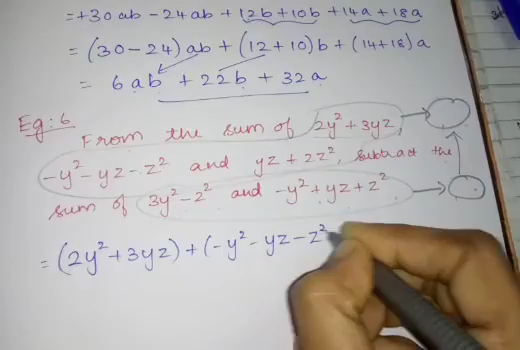 =+30ab-24ab+12b+10b+14a+18a
=(30-24)ab+(12+10)b+(14+18)a
= 6ab +22b+32a
Eg:6
From the sum of 2y²+3yz,
-y²-yz-z² and yz+2z², subtract the
sum of 3y²-z² and -y²+yz+z²
=(2y²+3yz)+(-y²-yz-z²